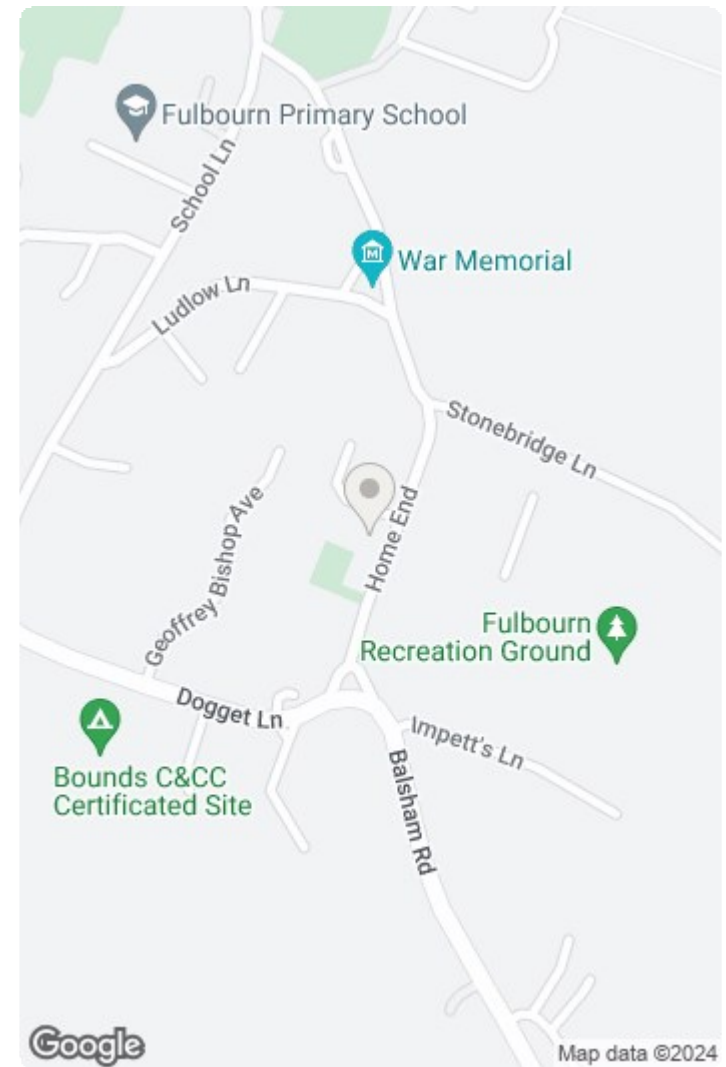 Fulbourn Primary School
School Ln
War Memorial
Ludlow Ln
Stonebridge Ln
Geoffrey Bishop Ave
Home End
Fulbourn
Recreation Ground
Dogget Ln
Impett's Ln
Bounds C&CC
Certificated Site
Balsham Rd
Google
Map data ©2024